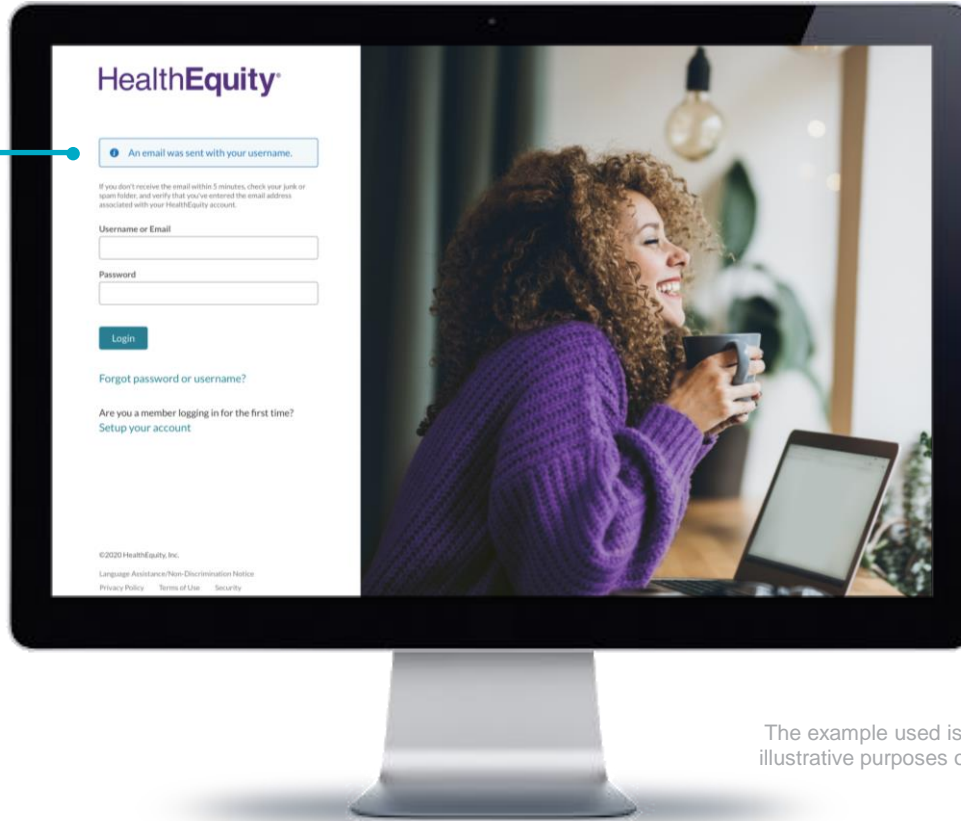 HealthEquity
An email was sent with your username.
If you don't receive the email within 5 minutes, check your junk or
spam folder, and verify that you've entered the email address
associated with your HealthEquity account.
Username or Email
Password
Login
Forgot password or username?
Are you a member logging in for the first time?
Setup your account
©2020 HealthEquity, Inc.
Language Assistance/Non-Discrimination Notice
Privacy Policy Terms of Use Security
The example used is
illustrative purposes